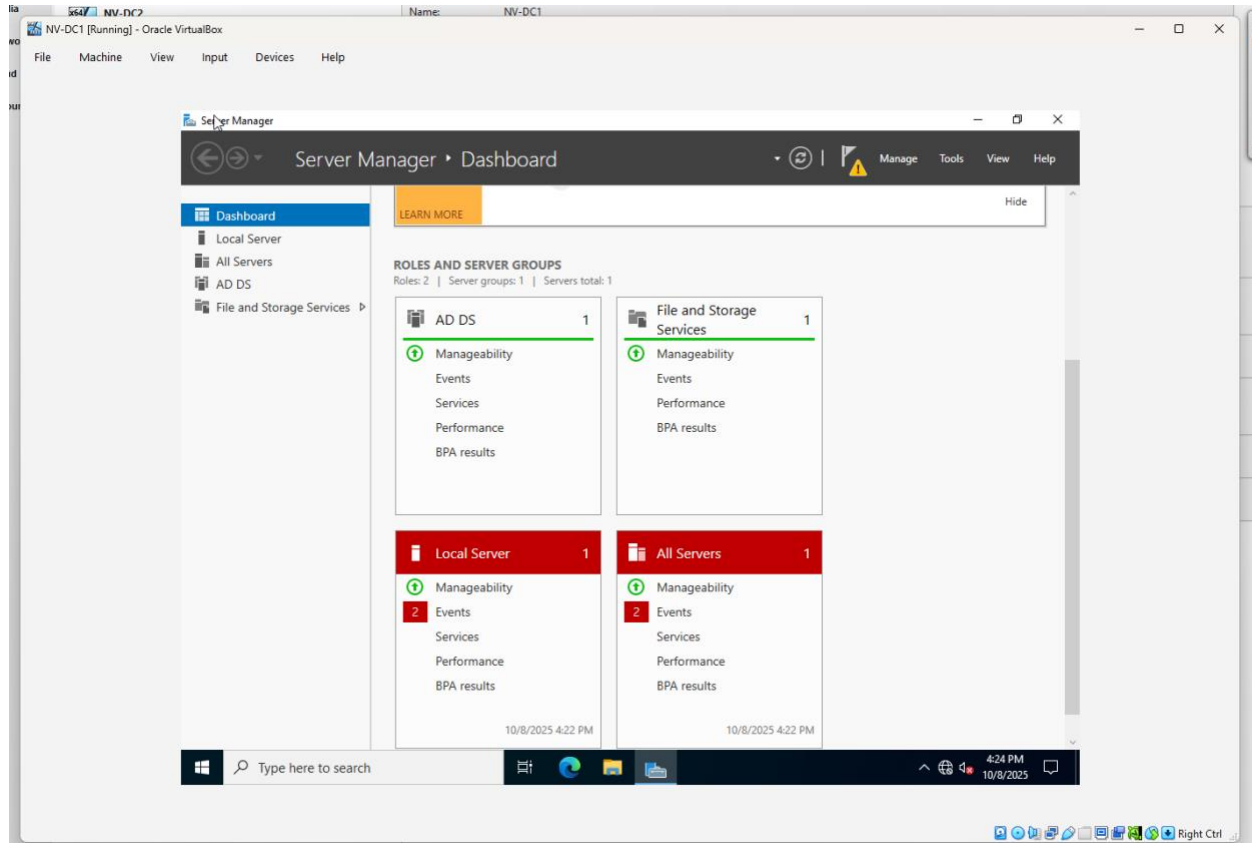 NV-DC2 Name: NV-DC1
NV-DC1 [Running] - Oracle VirtualBox
File Machine View Input Devices Help
Server Manager
Server Manager • Dashboard
Manage Tools View Help
Dashboard
Local Server
All Servers
AD DS
File and Storage Services
LEARN MORE
Hide
ROLES AND SERVER GROUPS
Roles: 2 | Server groups: 1 | Servers total: 1
AD DS 1
Manageability
Events
Services
Performance
BPA results
File and Storage
Services 1
Manageability
Events
Performance
BPA results
Local Server 1
Manageability
2 Events
Services
Performance
BPA results
10/8/2025 4:22 PM
All Servers 1
Manageability
2 Events
Services
Performance
BPA results
10/8/2025 4:22 PM
Type here to search
4:24 PM
10/8/2025
Right Ctrl